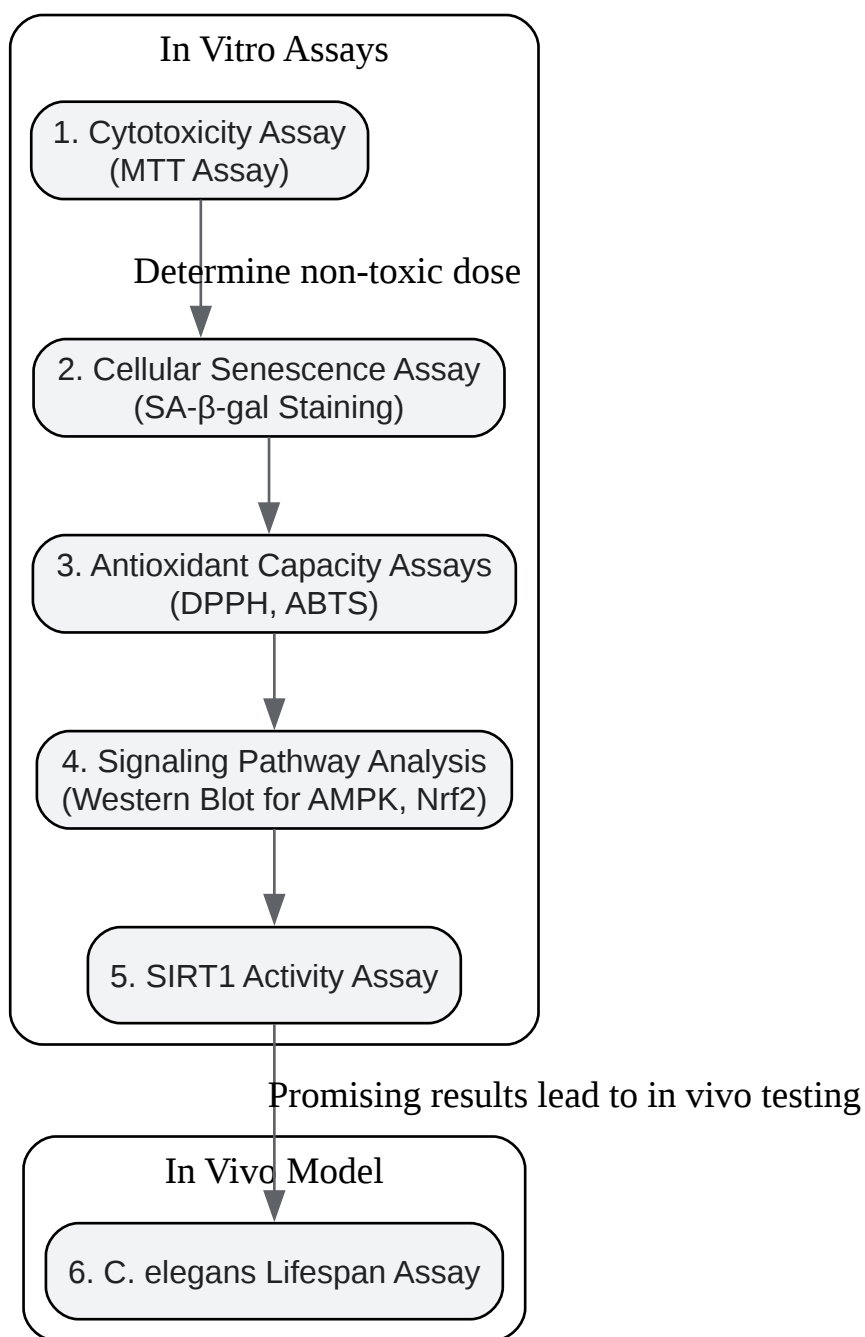 In Vitro Assays
1. Cytotoxicity Assay
(MTT Assay)
Determine non-toxic dose
2. Cellular Senescence Assay
(SA-β-gal Staining)
3. Antioxidant Capacity Assays
(DPPH, ABTS)
4. Signaling Pathway Analysis
(Western Blot for AMPK, Nrf2)
5. SIRT1 Activity Assay
Promising results lead to in vivo testing
In Vivo Model
6. C. elegans Lifespan Assay